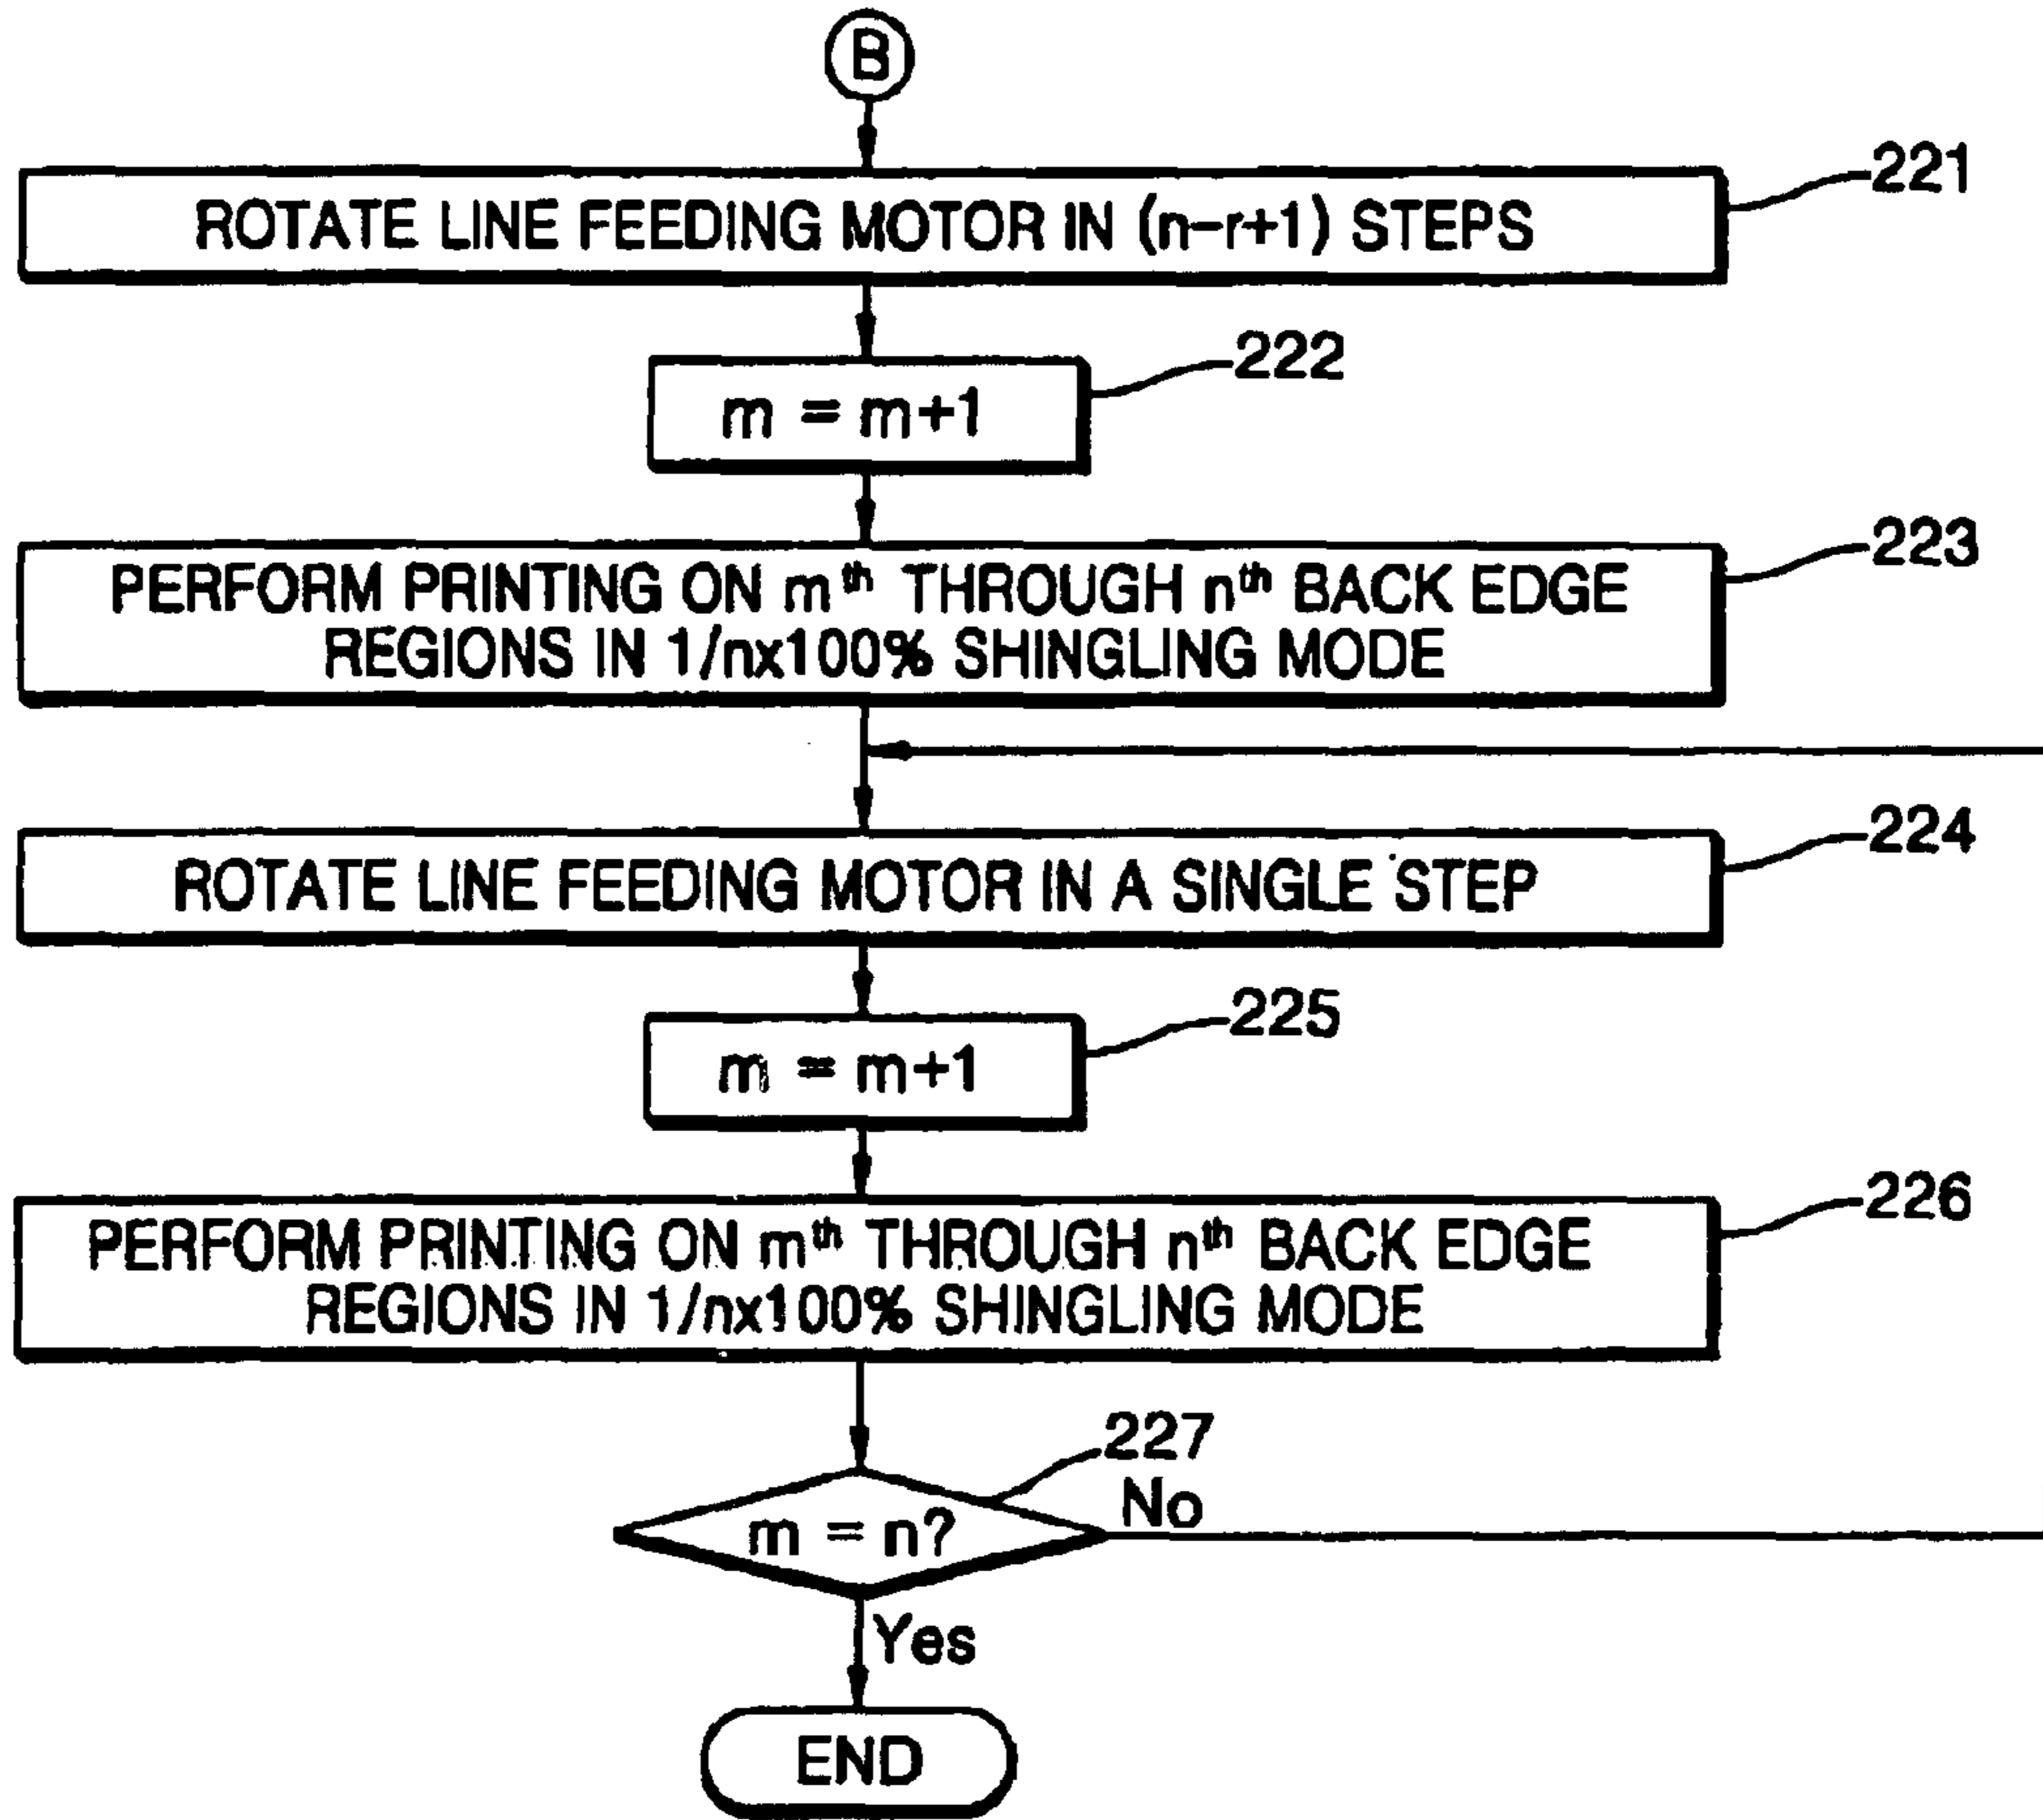 B
221
ROTATE LINE FEEDING MOTOR IN (n-r+1) STEPS
222
m = m+1
223
PERFORM PRINTING ON mth THROUGH nth BACK EDGE
REGIONS IN 1/nx100% SHINGLING MODE
224
ROTATE LINE FEEDING MOTOR IN A SINGLE STEP
225
m = m+1
226
PERFORM PRINTING ON mth THROUGH nth BACK EDGE
REGIONS IN 1/nx100% SHINGLING MODE
227
No
m = n?
Yes
END